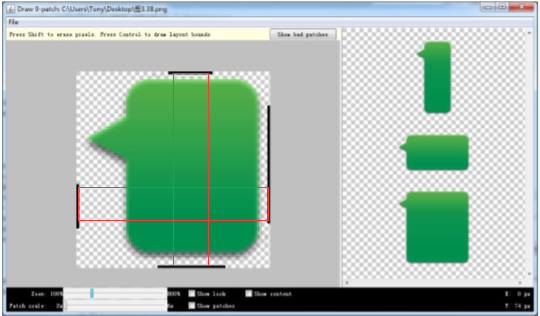 Draw 9-patch: C:\Users\Tony\Desktop\图3.38.png
File
Press Shift to erase pixels. Press Control to draw layout bounds
Show bad patches
Zoom: 100% 800% Show lock Show content X: 0 px
Patch scale: 2x 6x Show patches Y: 74 px